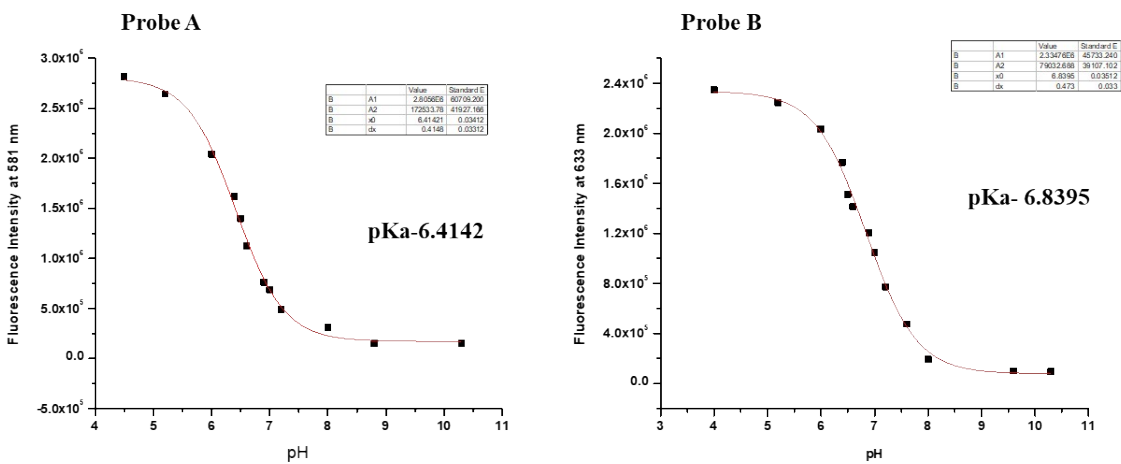 Probe A
Value Standard E
B A1 2.8056E6 60709.200
B A2 172533.78 41927.166
B x0 6.41421 0.03412
B dx 0.4148 0.03312
pKa-6.4142
Fluorescence Intensity at 581 nm
3.0x10⁶
2.5x10⁶
2.0x10⁶
1.5x10⁶
1.0x10⁶
5.0x10⁵
0.0
-5.0x10⁵
4 5 6 7 8 9 10 11
pH
Probe B
Value Standard E
B A1 2.33476E6 45733.240
B A2 79032.688 39107.102
B x0 6.8395 0.03512
B dx 0.473 0.033
pKa- 6.8395
Fluorescence Intensity at 633 nm
2.4x10⁶
2.0x10⁶
1.6x10⁶
1.2x10⁶
8.0x10⁵
4.0x10⁵
0.0
3 4 5 6 7 8 9 10 11
pH